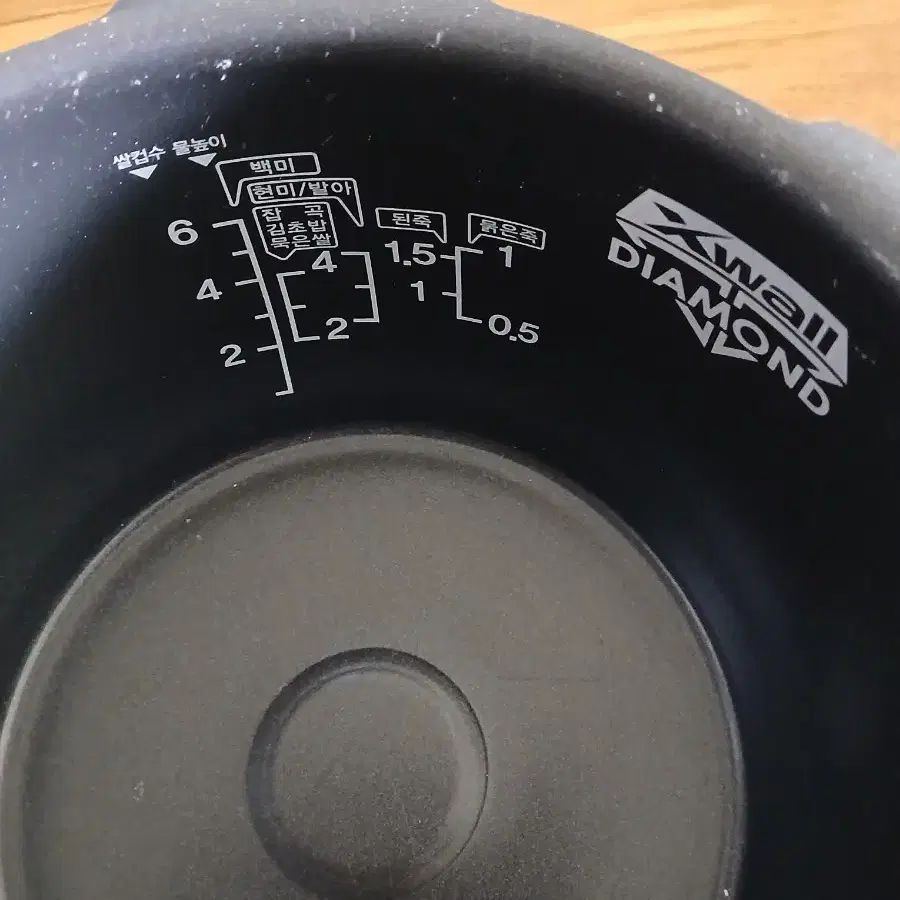 쌀컵수 물높이
백미
현미/발아
잡 곡
김초밥
묵은쌀
된죽
묽은죽
6
4
2
4
2
1.5
1
1
0.5
Xwall
DIAMOND